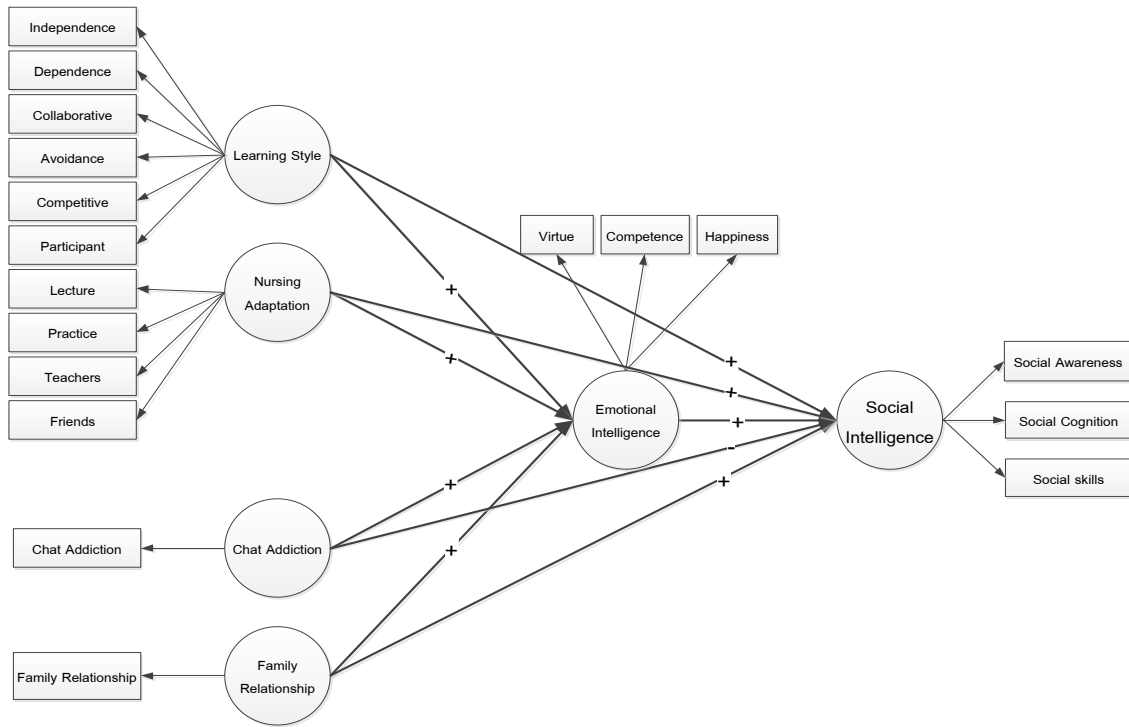 Independence
Dependence
Collaborative
Avoidance
Competitive
Participant
Lecture
Practice
Teachers
Friends
Chat Addiction
Family Relationship
Learning Style
Nursing
Adaptation
Chat Addiction
Family
Relationship
+
+
+
+
Virtue
Competence
Happiness
Emotional
Intelligence
+
+
+
-
+
Social
Intelligence
Social Awareness
Social Cognition
Social skills